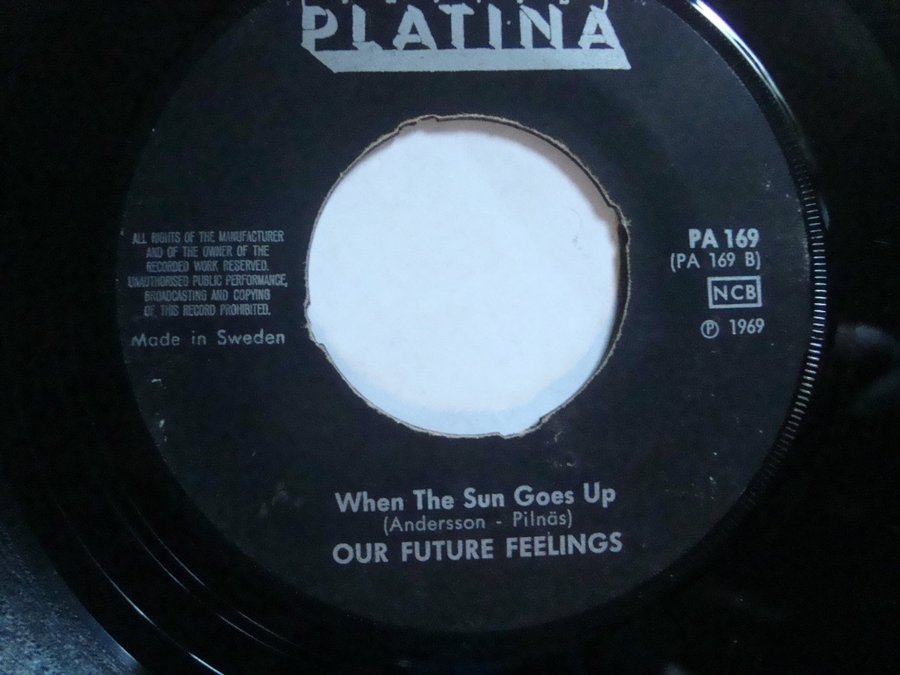 PLATINA
ALL RIGHTS OF THE MANUFACTURER
AND OF THE OWNER OF THE
RECORDED WORK RESERVED.
UNAUTHORISED PUBLIC PERFORMANCE,
BROADCASTING AND COPYING
OF THIS RECORD PROHIBITED.
Made in Sweden
PA 169
(PA 169 B)
NCB
Ⓟ 1969
When The Sun Goes Up
(Andersson - Pilnäs)
OUR FUTURE FEELINGS